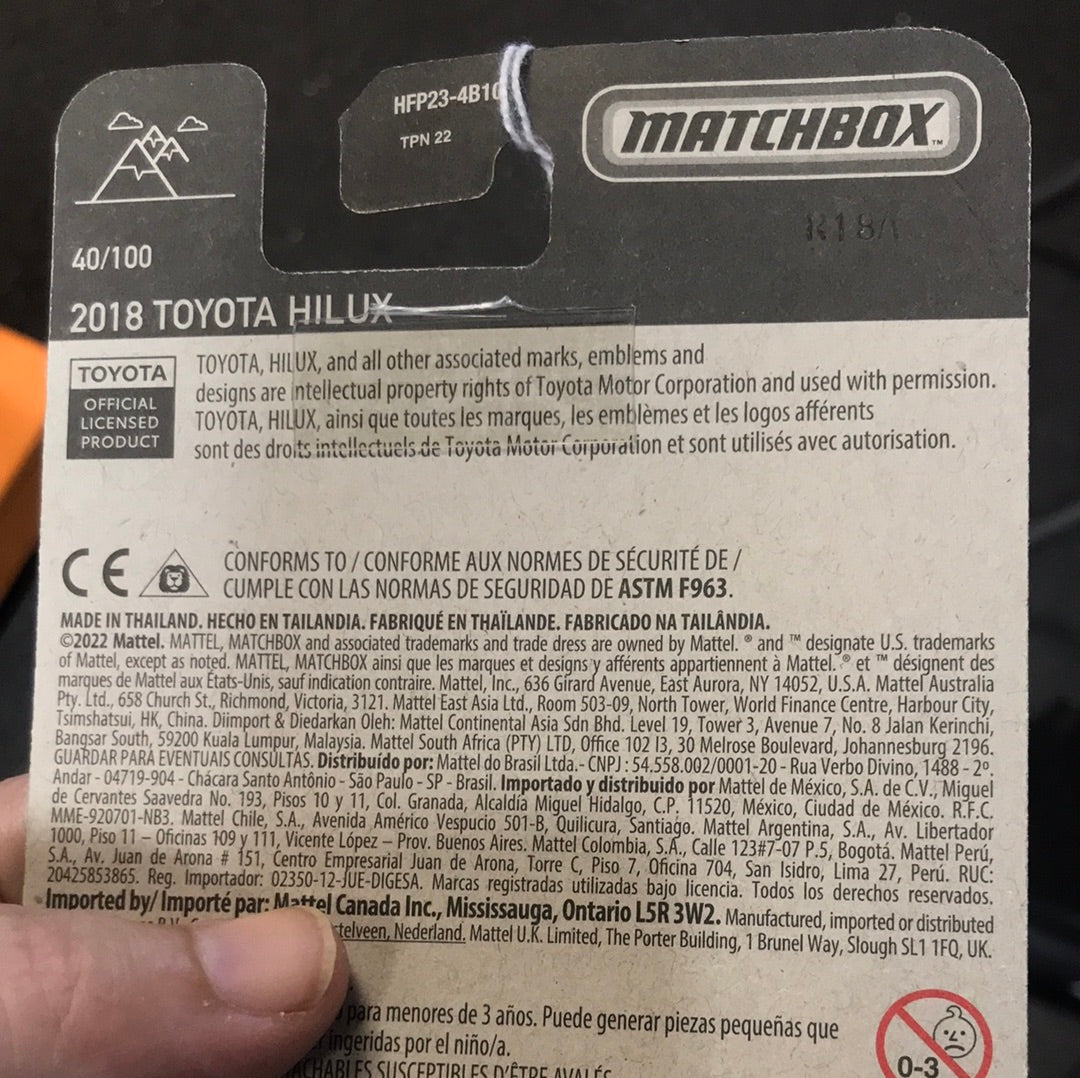 HFP23-4B10
TPN 22
MATCHBOX™
R18A
40/100
2018 TOYOTA HILUX
TOYOTA
OFFICIAL
LICENSED
PRODUCT
TOYOTA, HILUX, and all other associated marks, emblems and
designs are intellectual property rights of Toyota Motor Corporation and used with permission.
TOYOTA, HILUX, ainsi que toutes les marques, les emblèmes et les logos afférents
sont des droits intellectuels de Toyota Motor Corporation et sont utilisés avec autorisation.
CE
CONFORMS TO / CONFORME AUX NORMES DE SÉCURITÉ DE /
CUMPLE CON LAS NORMAS DE SEGURIDAD DE ASTM F963.
MADE IN THAILAND. HECHO EN TAILANDIA. FABRIQUÉ EN THAÏLANDE. FABRICADO NA TAILÂNDIA.
©2022 Mattel. MATTEL, MATCHBOX and associated trademarks and trade dress are owned by Mattel. ® and ™ designate U.S. trademarks
of Mattel, except as noted. MATTEL, MATCHBOX ainsi que les marques et designs y afférents appartiennent à Mattel. ® et ™ désignent des
marques de Mattel aux États-Unis, sauf indication contraire. Mattel, Inc., 636 Girard Avenue, East Aurora, NY 14052, U.S.A. Mattel Australia
Pty. Ltd., 658 Church St., Richmond, Victoria, 3121. Mattel East Asia Ltd., Room 503-09, North Tower, World Finance Centre, Harbour City,
Tsimshatsui, HK, China. Diimport & Diedarkan Oleh: Mattel Continental Asia Sdn Bhd. Level 19, Tower 3, Avenue 7, No. 8 Jalan Kerinchi,
Bangsar South, 59200 Kuala Lumpur, Malaysia. Mattel South Africa (PTY) LTD, Office 102 I3, 30 Melrose Boulevard, Johannesburg 2196.
GUARDAR PARA EVENTUAIS CONSULTAS. Distribuído por: Mattel do Brasil Ltda.- CNPJ : 54.558.002/0001-20 - Rua Verbo Divino, 1488 - 2º.
Andar - 04719-904 - Chácara Santo Antônio - São Paulo - SP - Brasil. Importado y distribuido por Mattel de México, S.A. de C.V., Miguel
de Cervantes Saavedra No. 193, Pisos 10 y 11, Col. Granada, Alcaldía Miguel Hidalgo, C.P. 11520, México, Ciudad de México. R.F.C.
MME-920701-NB3. Mattel Chile, S.A., Avenida Américo Vespucio 501-B, Quilicura, Santiago. Mattel Argentina, S.A., Av. Libertador
1000, Piso 11 – Oficinas 109 y 111, Vicente López – Prov. Buenos Aires. Mattel Colombia, S.A., Calle 123#7-07 P.5, Bogotá. Mattel Perú,
S.A., Av. Juan de Arona # 151, Centro Empresarial Juan de Arona, Torre C, Piso 7, Oficina 704, San Isidro, Lima 27, Perú. RUC:
20425853865. Reg. Importador: 02350-12-JUE-DIGESA. Marcas registradas utilizadas bajo licencia. Todos los derechos reservados.
Imported by/ Importé par: Mattel Canada Inc., Mississauga, Ontario L5R 3W2. Manufactured, imported or distributed
stelveen, Nederland. Mattel U.K. Limited, The Porter Building, 1 Brunel Way, Slough SL1 1FQ, UK.
para menores de 3 años. Puede generar piezas pequeñas que
ingeridas por el niño/a.
SUSCEPTIBLES D'ÊTRE AVALÉS
0-3